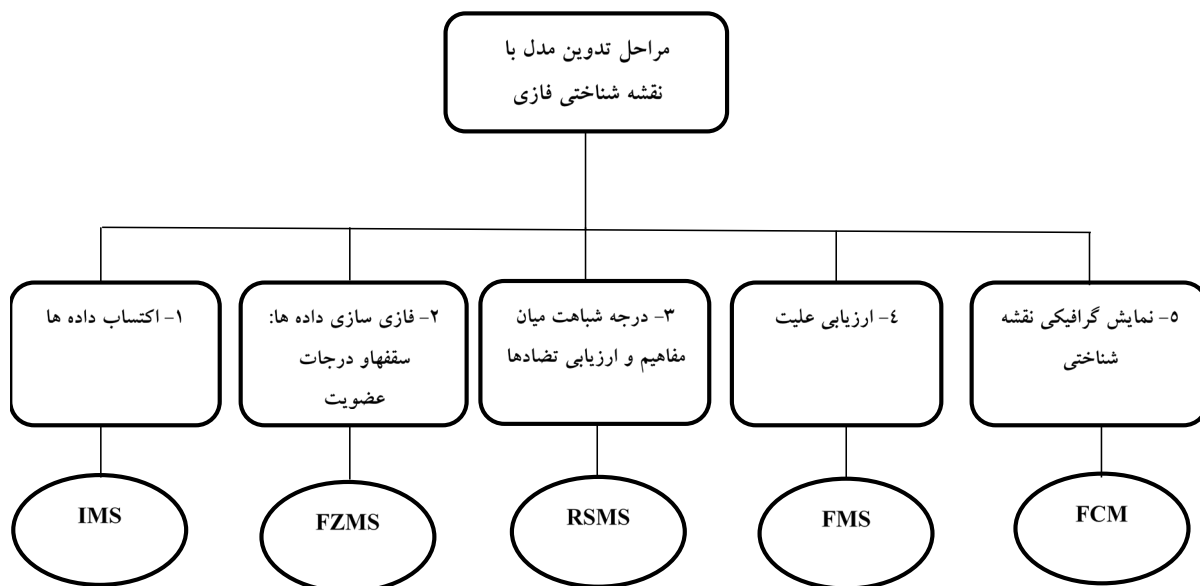 مراحل تدوین مدل با
نقشه شناختی فازی
۱- اکتساب داده ها
۲- فازی سازی داده ها:
سقفهاو درجات
عضویت
۳- درجه شباهت میان
مفاهیم و ارزیابی تضادها
٤- ارزیابی علیت
٥- نمایش گرافیکی نقشه
شناختی
IMS
FZMS
RSMS
FMS
FCM